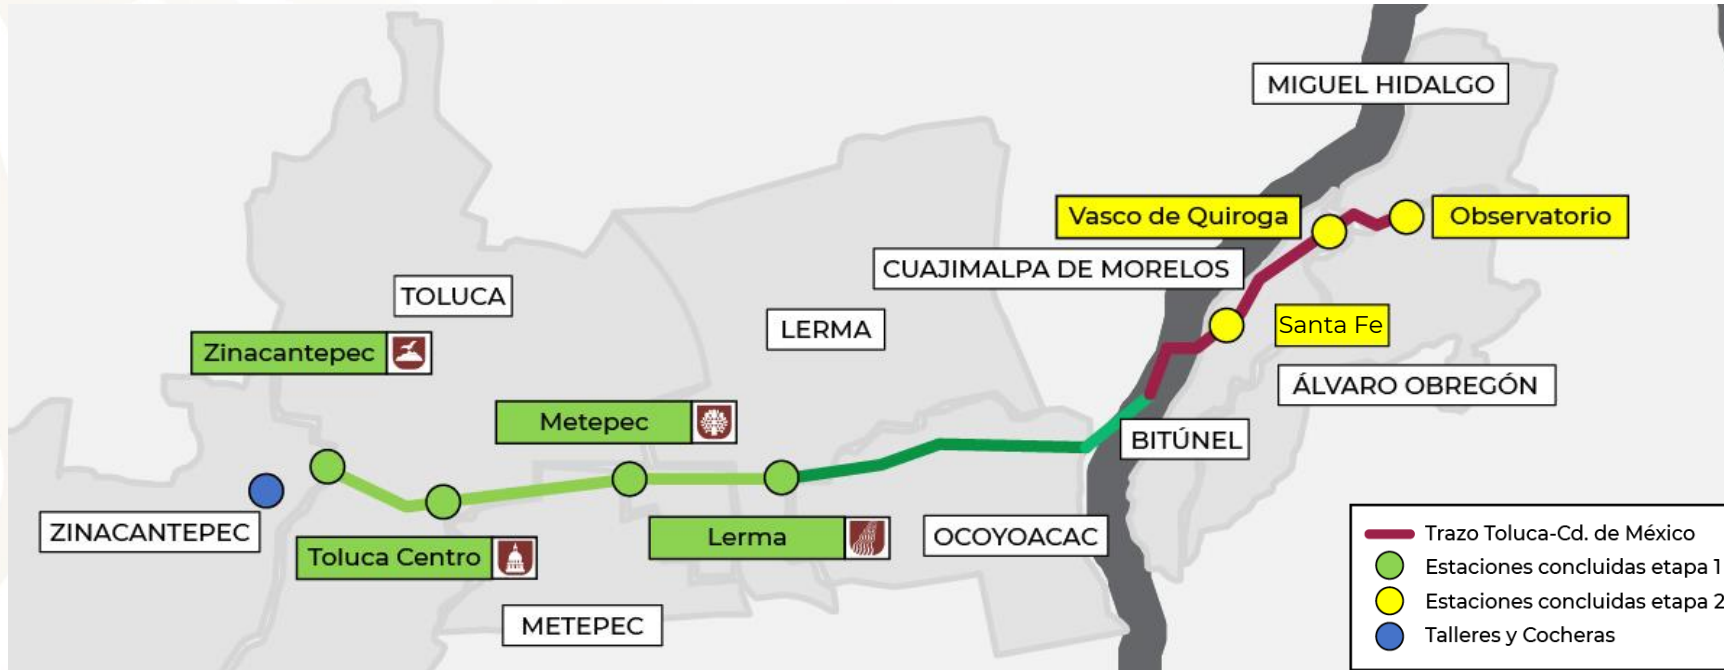 MIGUEL HIDALGO
Vasco de Quiroga
Observatorio
CUAJIMALPA DE MORELOS
TOLUCA
LERMA
Santa Fe
Zinacantepec
ÁLVARO OBREGÓN
Metepec
BITÚNEL
ZINACANTEPEC
Toluca Centro
Lerma
OCOYOACAC
METEPEC
Trazo Toluca-Cd. de México
Estaciones concluidas etapa 1
Estaciones concluidas etapa 2
Talleres y Cocheras